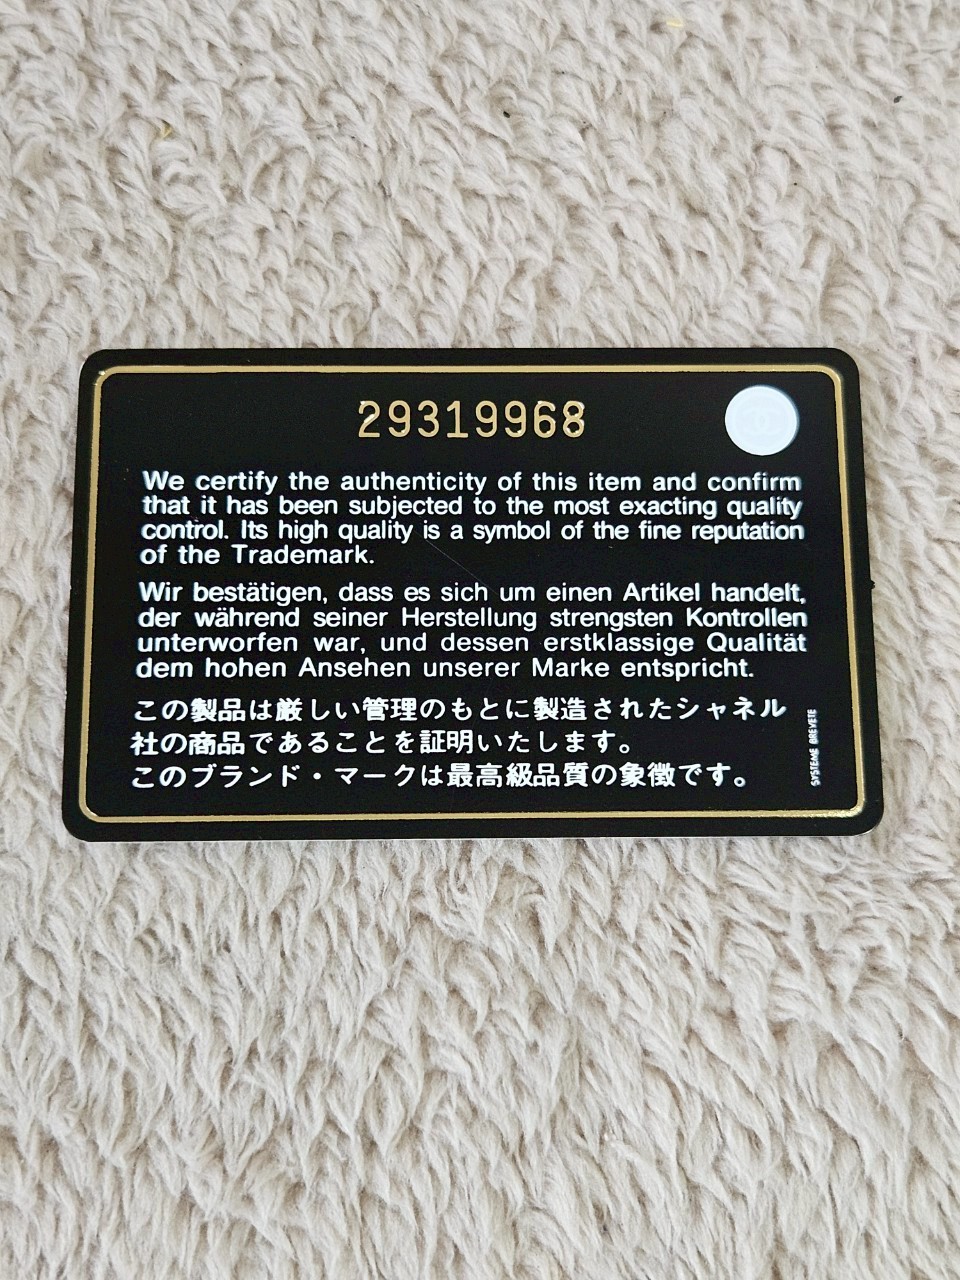 29319968
We certify the authenticity of this item and confirm
that it has been subjected to the most exacting quality
control. Its high quality is a symbol of the fine reputation
of the Trademark.
Wir bestätigen, dass es sich um einen Artikel handelt,
der während seiner Herstellung strengsten Kontrollen
unterworfen war, und dessen erstklassige Qualität
dem hohen Ansehen unserer Marke entspricht.
この製品は厳しい管理のもとに製造されたシャネル
社の商品であることを証明いたします。
このブランド・マークは最高級品質の象徴です。
SYSTEME BREVETE